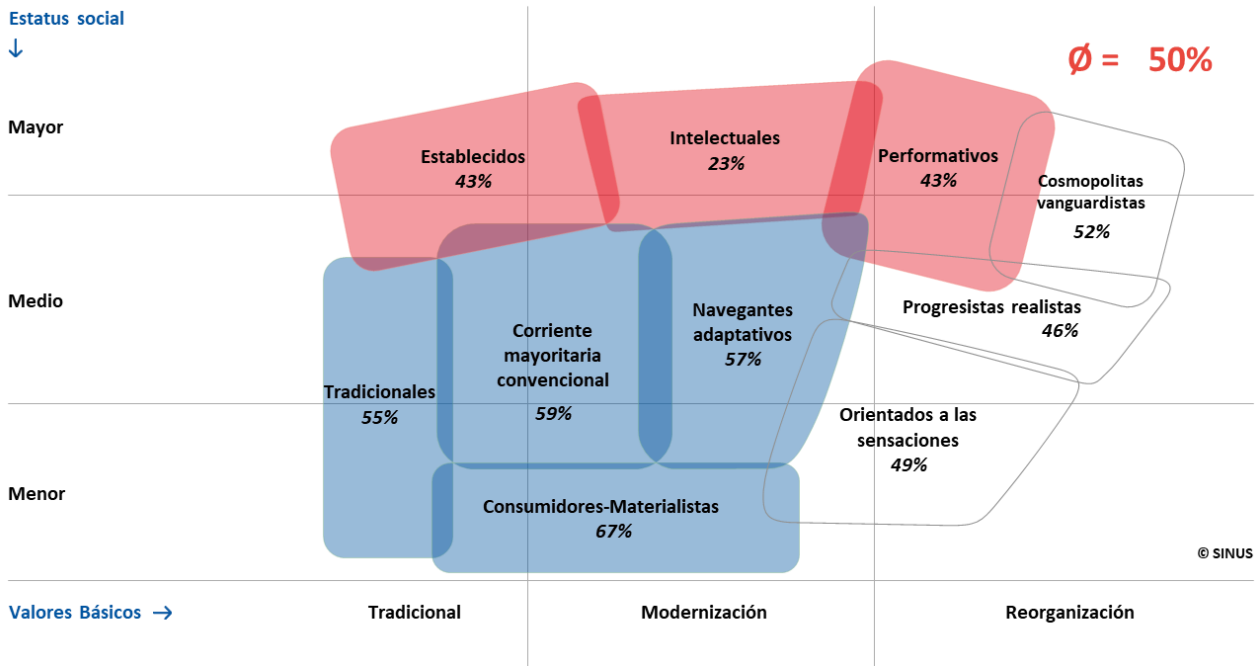 Estatus social
↓
Ø = 50%
Mayor
Establecidos
43%
Intelectuales
23%
Performativos
43%
Cosmopolitas
vanguardistas
52%
Medio
Tradicionales
55%
Corriente
mayoritaria
convencional
59%
Navegantes
adaptativos
57%
Progresistas realistas
46%
Orientados a las
sensaciones
49%
Menor
Consumidores-Materialistas
67%
© SINUS
Valores Básicos →
Tradicional
Modernización
Reorganización